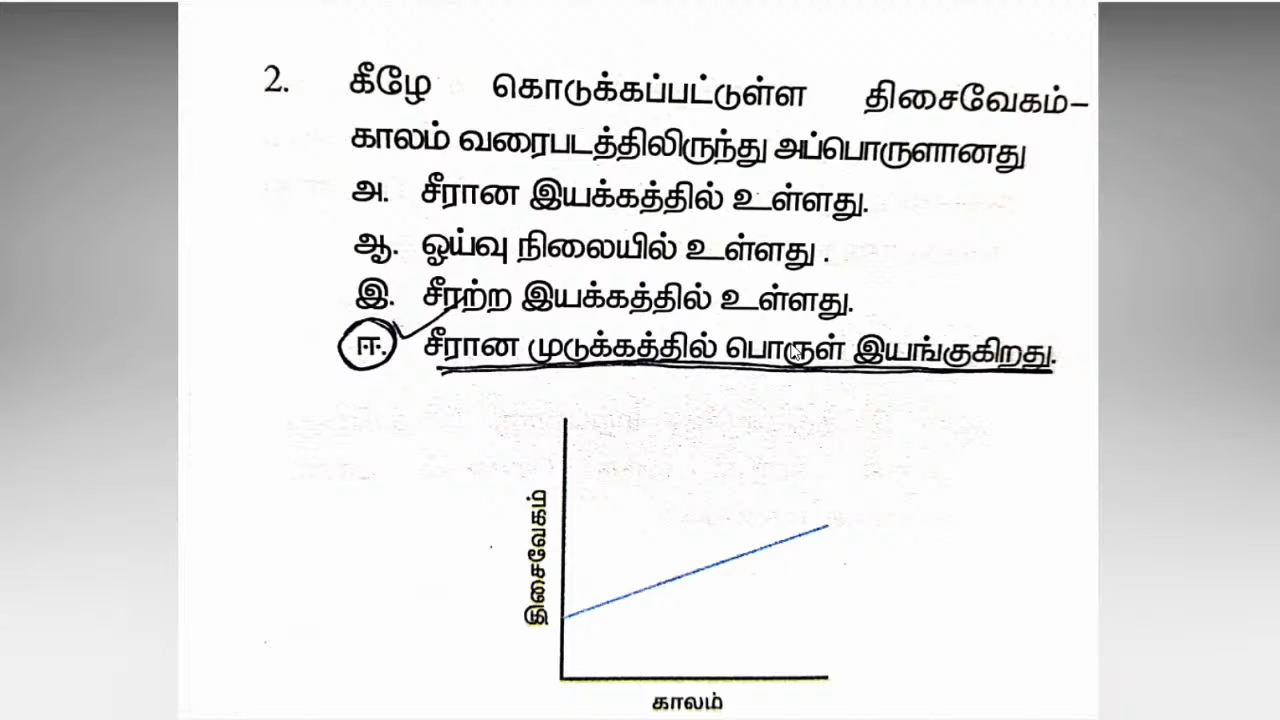 2. கீழே கொடுக்கப்பட்டுள்ள திசைவேகம்–
காலம் வரைபடத்திலிருந்து அப்பொருளானது
அ. சீரான இயக்கத்தில் உள்ளது.
ஆ. ஓய்வு நிலையில் உள்ளது .
இ. சீரற்ற இயக்கத்தில் உள்ளது.
ஈ. சீரான முடுக்கத்தில் பொருள் இயங்குகிறது.
திசைவேகம்
காலம்